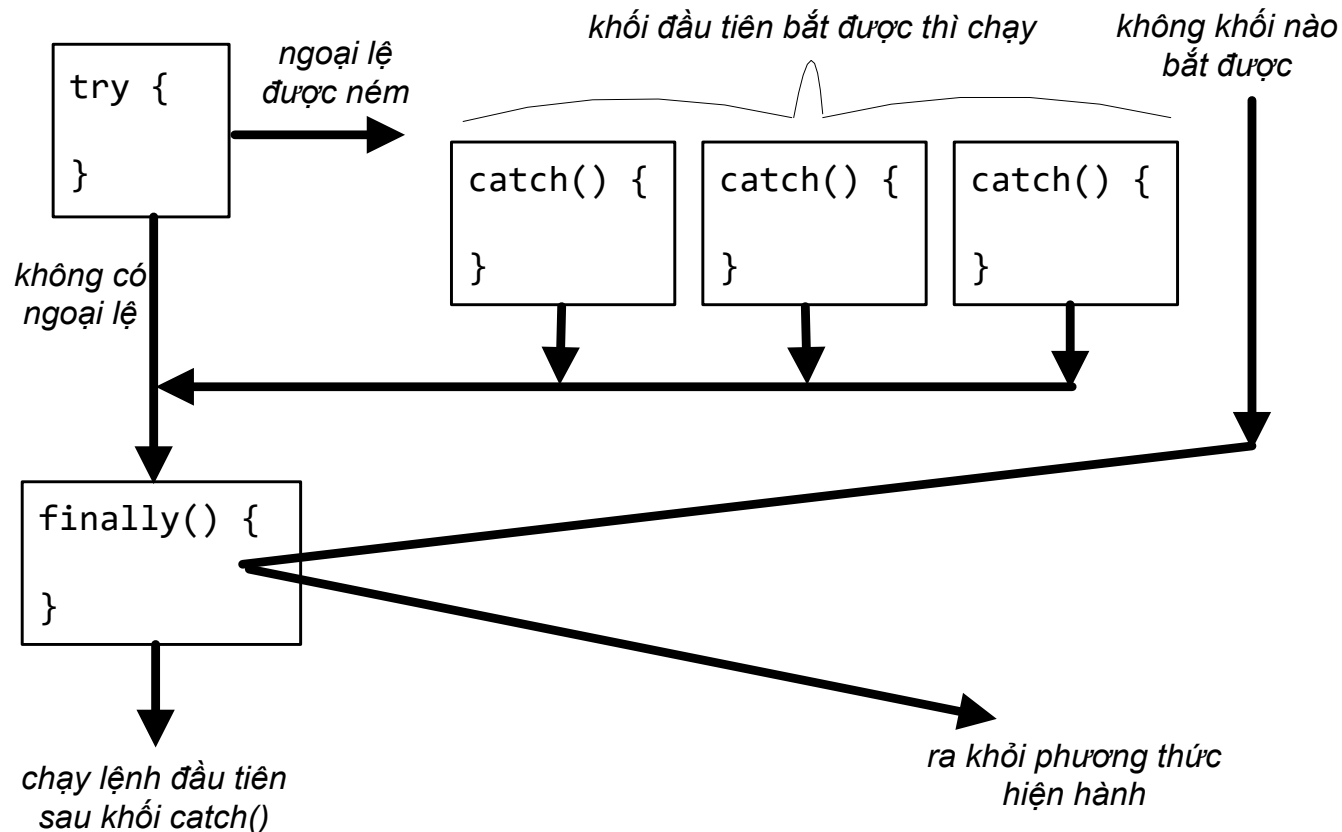 try {
}
ngoại lệ
được ném
khối đầu tiên bắt được thì chạy
không khối nào
bắt được
catch() {
}
catch() {
}
catch() {
}
không có
ngoại lệ
finally() {
}
chạy lệnh đầu tiên
sau khối catch()
ra khỏi phương thức
hiện hành